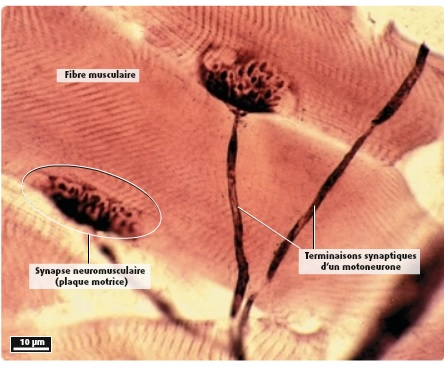 Fibre musculaire
Synapse neuromusculaire
(plaque motrice)
Terminaisons synaptiques
d'un motoneurone
10 µm